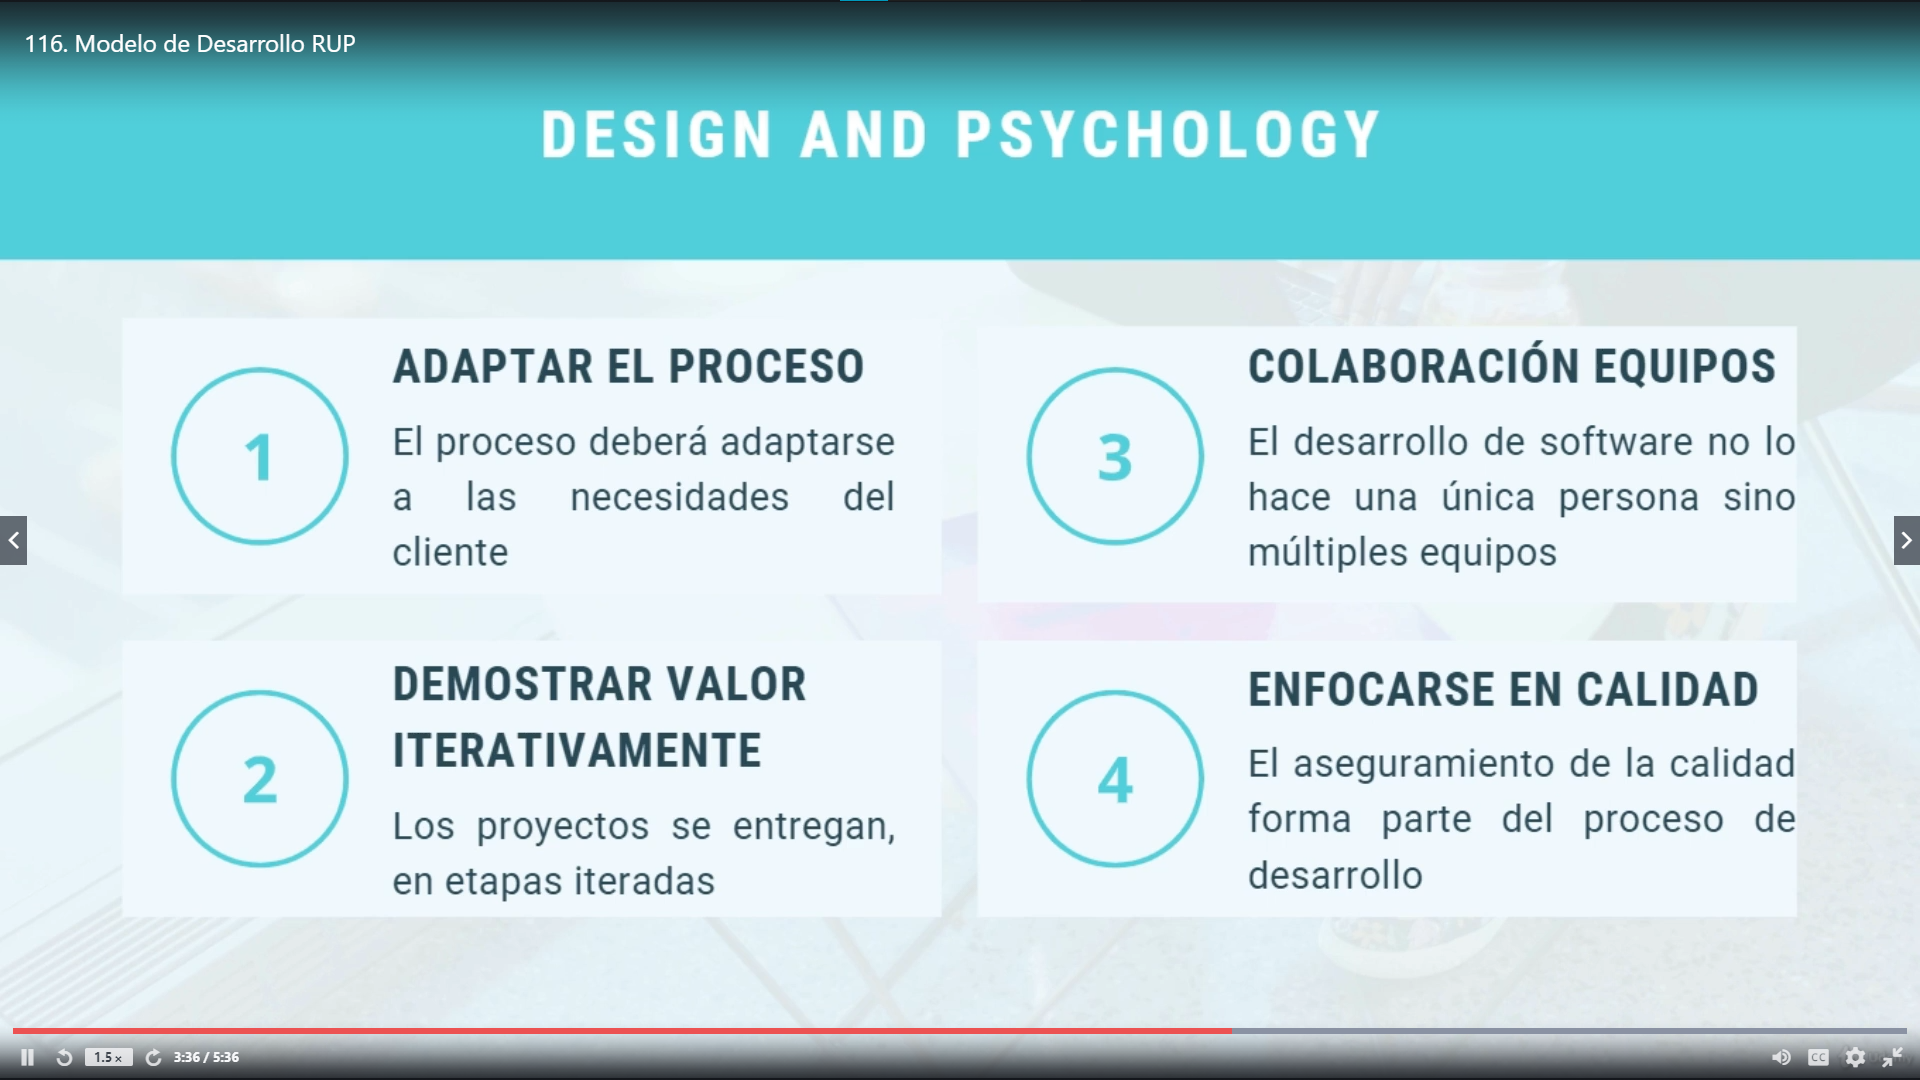 116. Modelo de Desarrollo RUP
DESIGN AND PSYCHOLOGY
1
ADAPTAR EL PROCESO
El proceso deberá adaptarse
a las necesidades del
cliente
2
DEMOSTRAR VALOR
ITERATIVAMENTE
Los proyectos se entregan,
en etapas iteradas
3
COLABORACIÓN EQUIPOS
El desarrollo de software no lo
hace una única persona sino
múltiples equipos
4
ENFOCARSE EN CALIDAD
El aseguramiento de la calidad
forma parte del proceso de
desarrollo
1.5×
3:36 / 5:36
CC